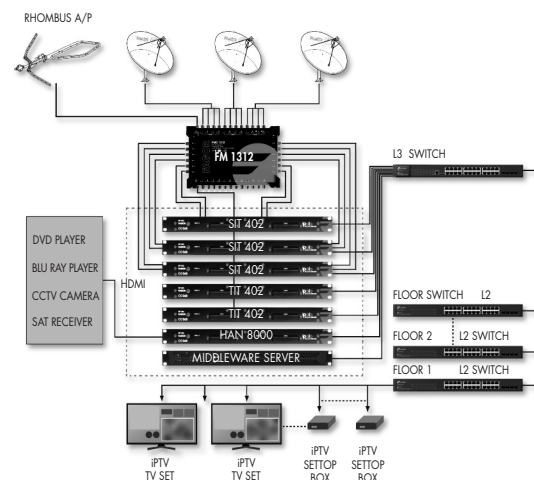 RHOMBUS A/P
FM 1312
L3 SWITCH
SIT 402
SIT 402
SIT 402
TIT 402
TIT 402
HAN 8000
MIDDLEWARE SERVER
HDMI
DVD PLAYER
BLU RAY PLAYER
CCTV CAMERA
SAT RECEIVER
FLOOR SWITCH L2
FLOOR 2 L2 SWITCH
FLOOR 1 L2 SWITCH
iPTV
TV SET
iPTV
TV SET
iPTV
SETTOP
BOX
iPTV
SETTOP
BOX